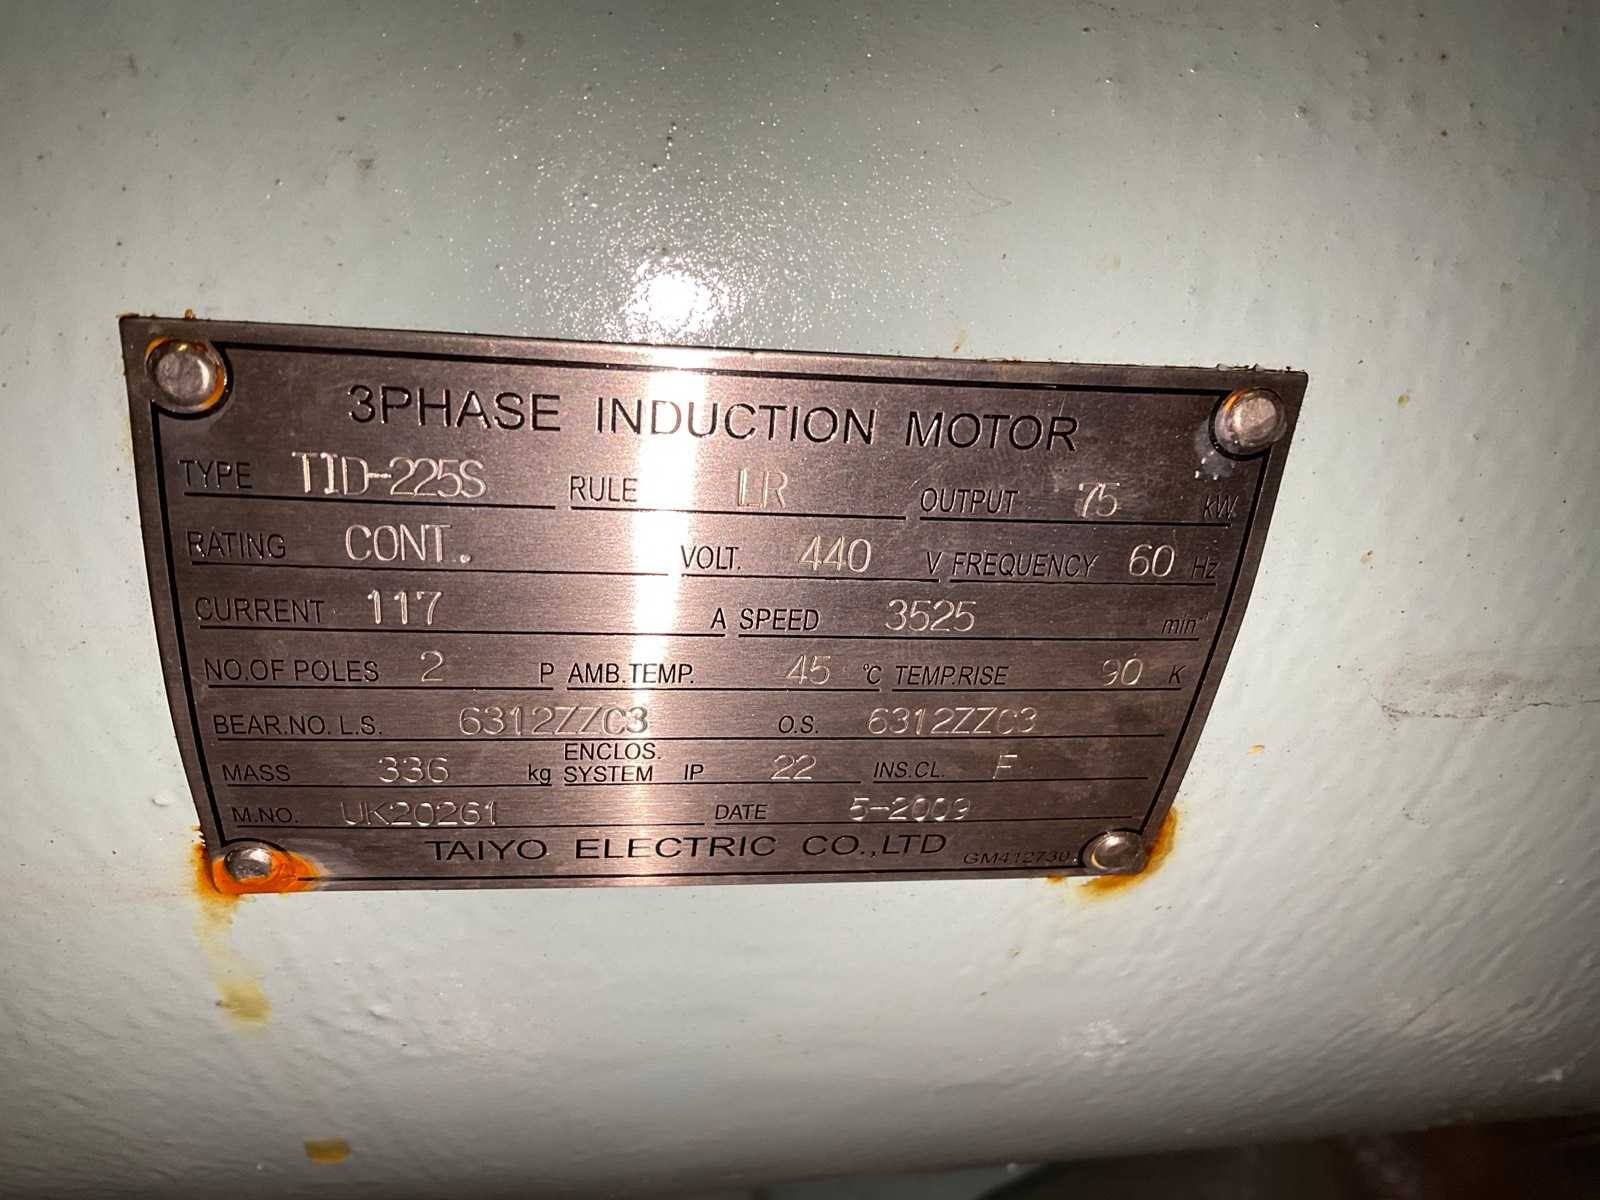 3PHASE INDUCTION MOTOR
TYPE TID-225S RULE LR OUTPUT 75 kW
RATING CONT. VOLT. 440 V FREQUENCY 60 Hz
CURRENT 117 A SPEED 3525 min⁻¹
NO.OF POLES 2 P AMB.TEMP. 45 ℃ TEMP.RISE 90 K
BEAR.NO. L.S. 6312ZZC3 O.S. 6312ZZC3
MASS 336 kg ENCLOS. SYSTEM IP 22 INS.CL. F
M.NO. UK20261 DATE 5-2009
TAIYO ELECTRIC CO.,LTD GM412730